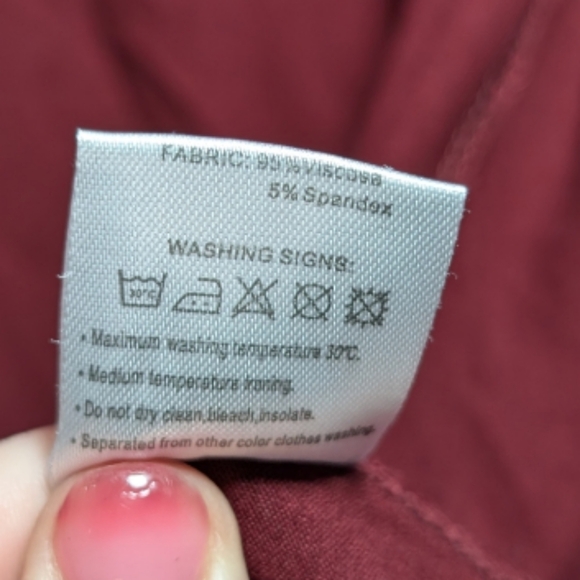 FABRIC: 95%Viscose
5% Spandex
WASHING SIGNS:
30°C
• Maximum washing temperature 30℃.
• Medium temperature ironing.
• Do not dry clean,bleach,insolate.
• Separated from other color clothes washing.